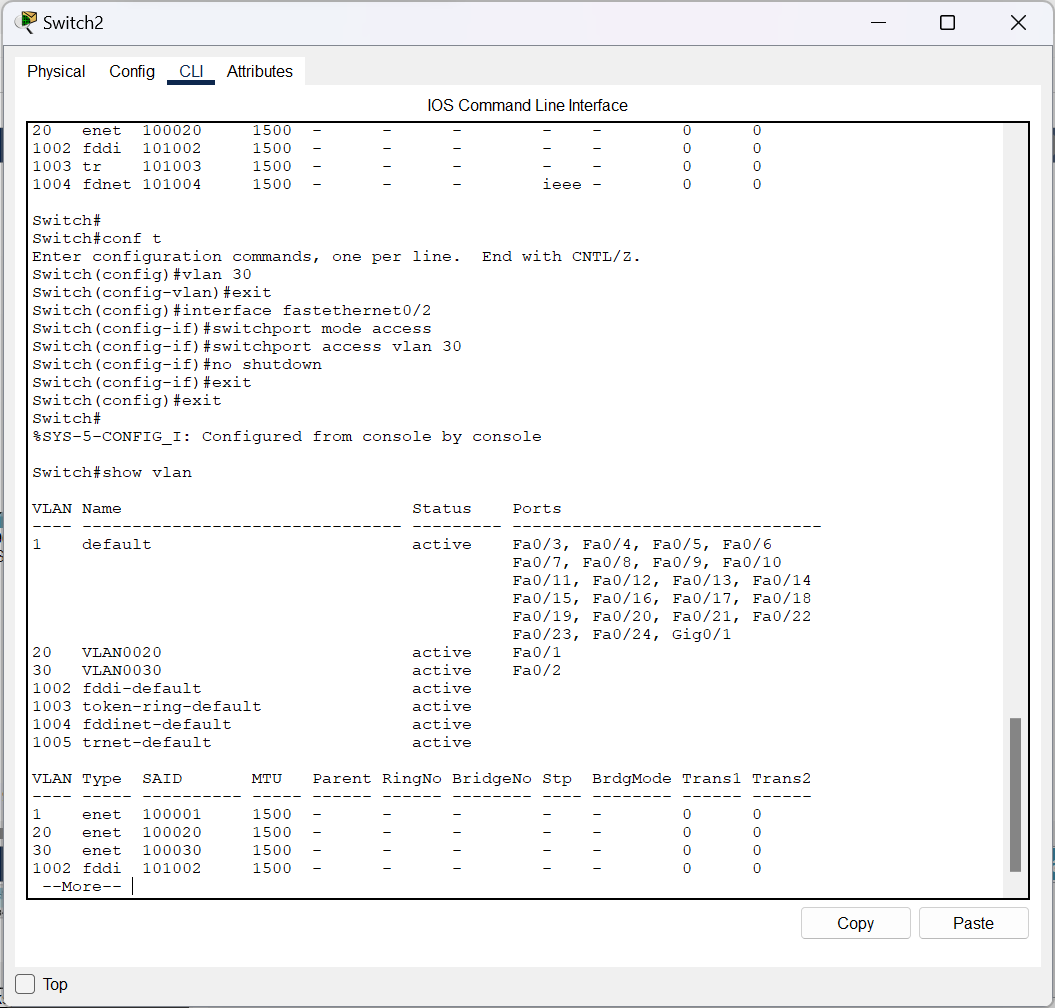 Switch2
Physical Config CLI Attributes
IOS Command Line Interface
20   enet  100020     1500  -      -      -        -    -        0      0
1002 fddi  101002     1500  -      -      -        -    -        0      0
1003 tr    101003     1500  -      -      -        -    -        0      0
1004 fdnet 101004     1500  -      -      -        ieee -        0      0
Switch#
Switch#conf t
Enter configuration commands, one per line.  End with CNTL/Z.
Switch(config)#vlan 30
Switch(config-vlan)#exit
Switch(config)#interface fastethernet0/2
Switch(config-if)#switchport mode access
Switch(config-if)#switchport access vlan 30
Switch(config-if)#no shutdown
Switch(config-if)#exit
Switch(config)#exit
Switch#
%SYS-5-CONFIG_I: Configured from console by console
Switch#show vlan
VLAN Name                             Status    Ports
---- -------------------------------- --------- -------------------------------
1    default                          active    Fa0/3, Fa0/4, Fa0/5, Fa0/6
                                                Fa0/7, Fa0/8, Fa0/9, Fa0/10
                                                Fa0/11, Fa0/12, Fa0/13, Fa0/14
                                                Fa0/15, Fa0/16, Fa0/17, Fa0/18
                                                Fa0/19, Fa0/20, Fa0/21, Fa0/22
                                                Fa0/23, Fa0/24, Gig0/1
20   VLAN0020                         active    Fa0/1
30   VLAN0030                         active    Fa0/2
1002 fddi-default                     active
1003 token-ring-default               active
1004 fddinet-default                  active
1005 trnet-default                    active
VLAN Type  SAID       MTU   Parent RingNo BridgeNo Stp  BrdgMode Trans1 Trans2
---- ----- ---------- ----- ------ ------ -------- ---- -------- ------ ------
1    enet  100001     1500  -      -      -        -    -        0      0
20   enet  100020     1500  -      -      -        -    -        0      0
30   enet  100030     1500  -      -      -        -    -        0      0
1002 fddi  101002     1500  -      -      -        -    -        0      0
 --More--
Copy Paste
Top